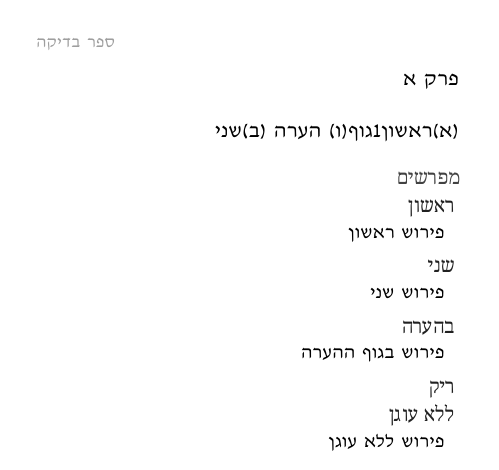 ספר בדיקה
פרק א
(א)ראשון1גוף(ו) הערה (ב)שני
מפרשים
ראשון
פירוש ראשון
שני
פירוש שני
בהערה
פירוש בגוף ההערה
ריק
ללא עוגן
פירוש ללא עוגן